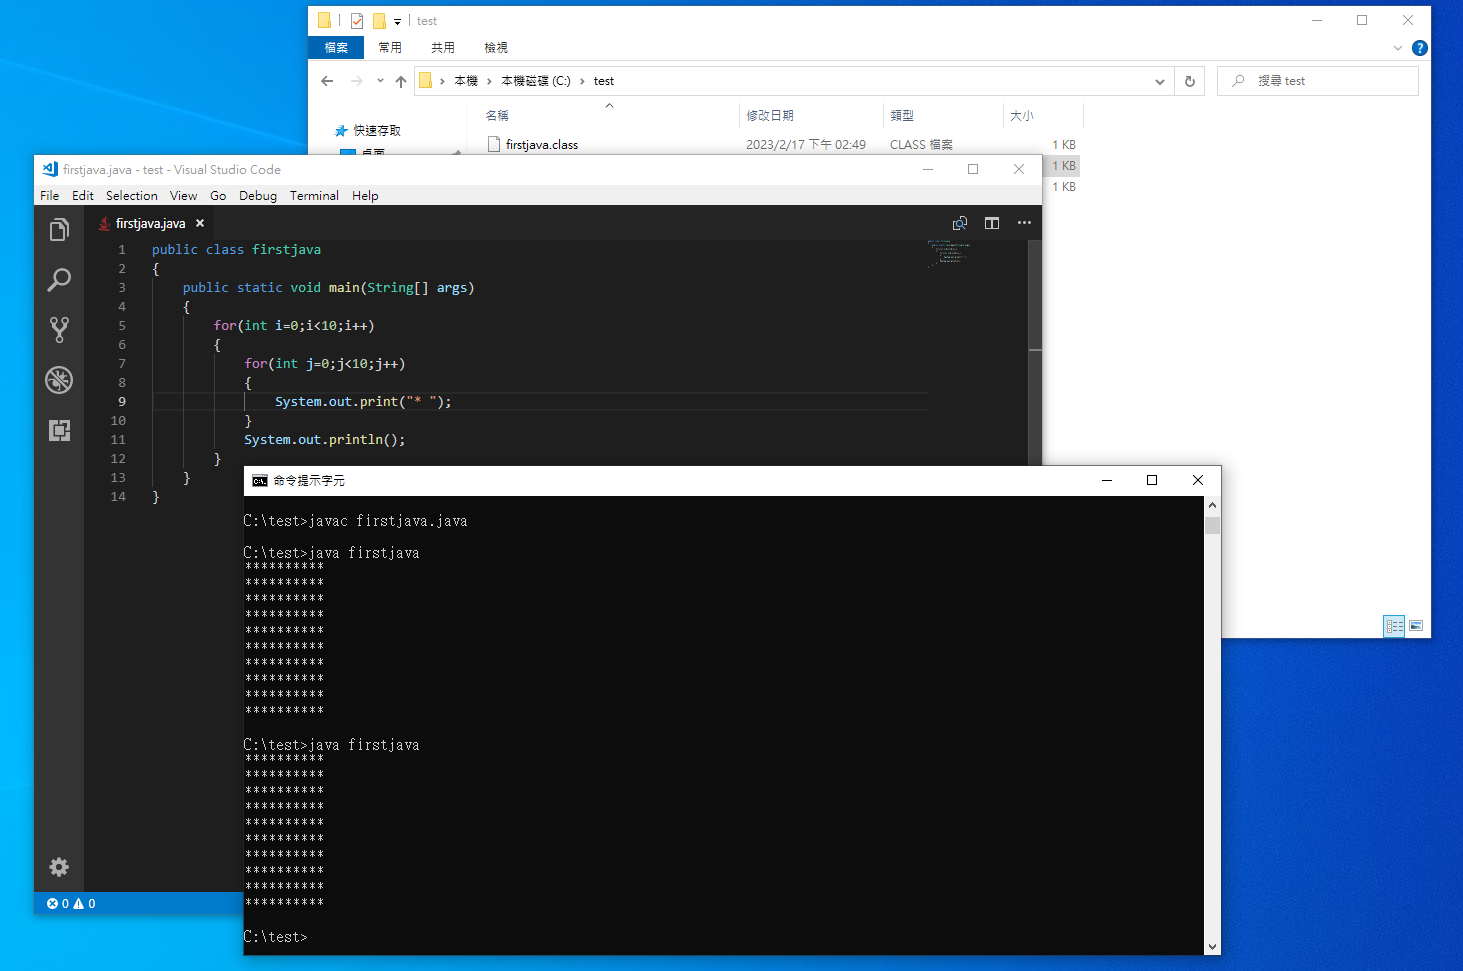 test
檔案 常用 共用 檢視
本機 本機磁碟 (C:) test
搜尋 test
名稱 修改日期 類型 大小
快速存取
桌面
firstjava.class 2023/2/17 下午 02:49 CLASS 檔案 1 KB
1 KB
1 KB
firstjava.java - test - Visual Studio Code
File Edit Selection View Go Debug Terminal Help
firstjava.java
1 public class firstjava
2 {
3 public static void main(String[] args)
4 {
5 for(int i=0;i<10;i++)
6 {
7 for(int j=0;j<10;j++)
8 {
9 System.out.print("* ");
10 }
11 System.out.println();
12 }
13 }
14 }
0 0
命令提示字元
C:\test>javac firstjava.java
C:\test>java firstjava
**********
**********
**********
**********
**********
**********
**********
**********
**********
**********
C:\test>java firstjava
**********
**********
**********
**********
**********
**********
**********
**********
**********
**********
C:\test>